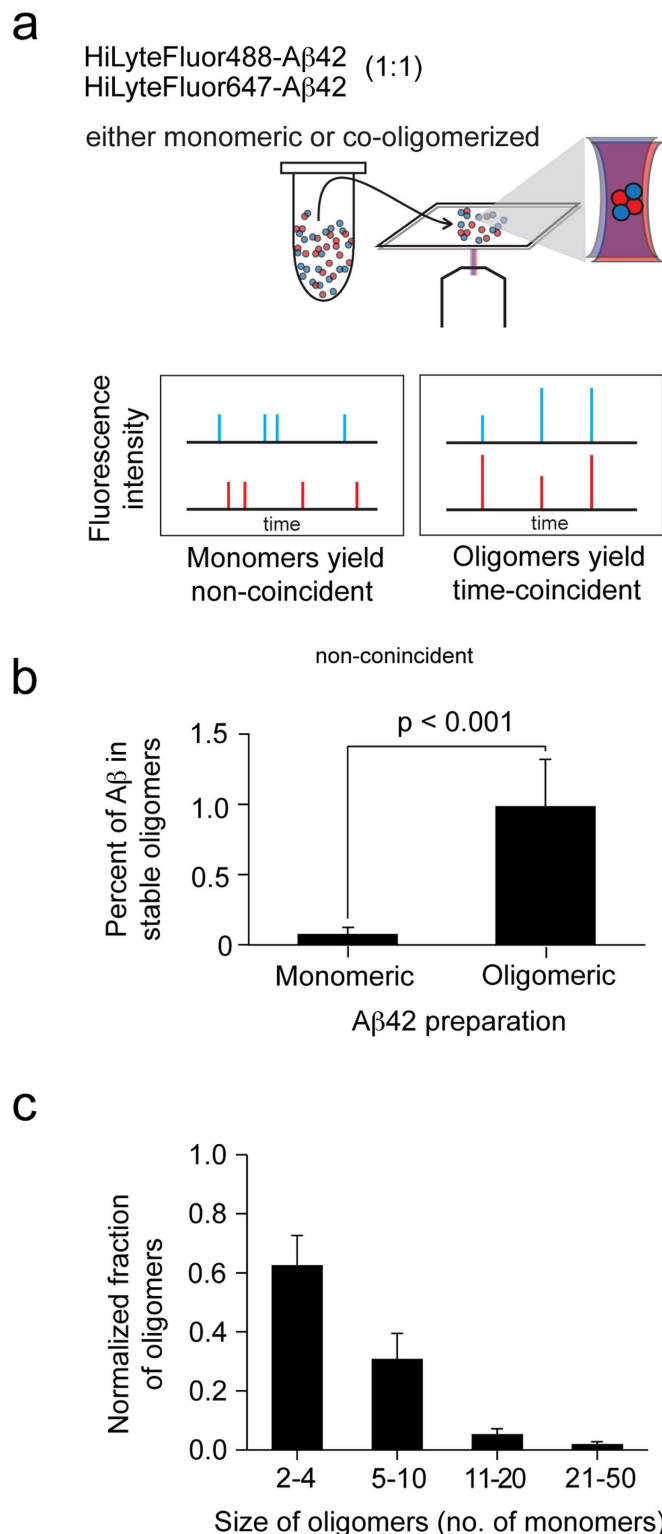 a
HiLyteFluor488-Aβ42
HiLyteFluor647-Aβ42
(1:1)
either monomeric or co-oligomerized
Fluorescence
intensity
time
time
Monomers yield
non-coincident
Oligomers yield
time-coincident
non-conincident
b
p < 0.001
Percent of Aβ in
stable oligomers
1.5
1.0
0.5
0
Monomeric
Oligomeric
Aβ42 preparation
c
Normalized fraction
of oligomers
1.0
0.8
0.6
0.4
0.2
0.0
2-4
5-10
11-20
21-50
Size of oligomers (no. of monomers)